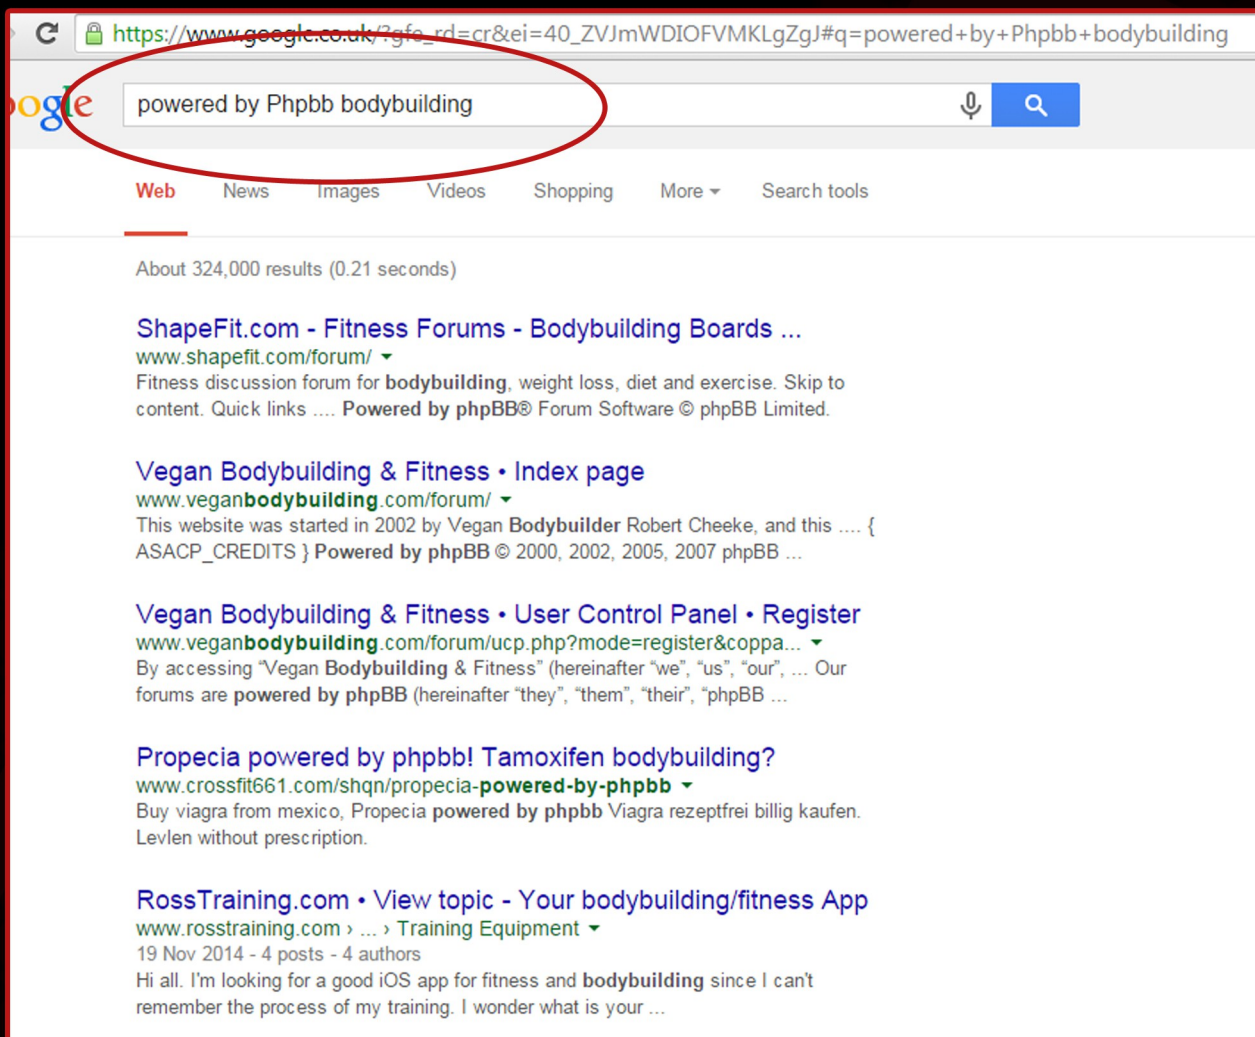 https://www.google.co.uk/?gfe_rd=cr&ei=40_ZVJmWDIOFVMKLgZgJ#q=powered+by+Phpbb+bodybuilding
ogle
powered by Phpbb bodybuilding
Web News Images Videos Shopping More Search tools
About 324,000 results (0.21 seconds)
ShapeFit.com - Fitness Forums - Bodybuilding Boards ...
www.shapefit.com/forum/
Fitness discussion forum for bodybuilding, weight loss, diet and exercise. Skip to
content. Quick links .... Powered by phpBB® Forum Software © phpBB Limited.
Vegan Bodybuilding & Fitness • Index page
www.veganbodybuilding.com/forum/
This website was started in 2002 by Vegan Bodybuilder Robert Cheeke, and this .... {
ASACP_CREDITS } Powered by phpBB © 2000, 2002, 2005, 2007 phpBB ...
Vegan Bodybuilding & Fitness • User Control Panel • Register
www.veganbodybuilding.com/forum/ucp.php?mode=register&coppa...
By accessing “Vegan Bodybuilding & Fitness” (hereinafter “we”, “us”, “our”, ... Our
forums are powered by phpBB (hereinafter “they”, “them”, “their”, “phpBB ...
Propecia powered by phpbb! Tamoxifen bodybuilding?
www.crossfit661.com/shqn/propecia-powered-by-phpbb
Buy viagra from mexico, Propecia powered by phpbb Viagra rezeptfrei billig kaufen.
Levlen without prescription.
RossTraining.com • View topic - Your bodybuilding/fitness App
www.rosstraining.com › ... › Training Equipment
19 Nov 2014 - 4 posts - 4 authors
Hi all. I'm looking for a good iOS app for fitness and bodybuilding since I can't
remember the process of my training. I wonder what is your ...